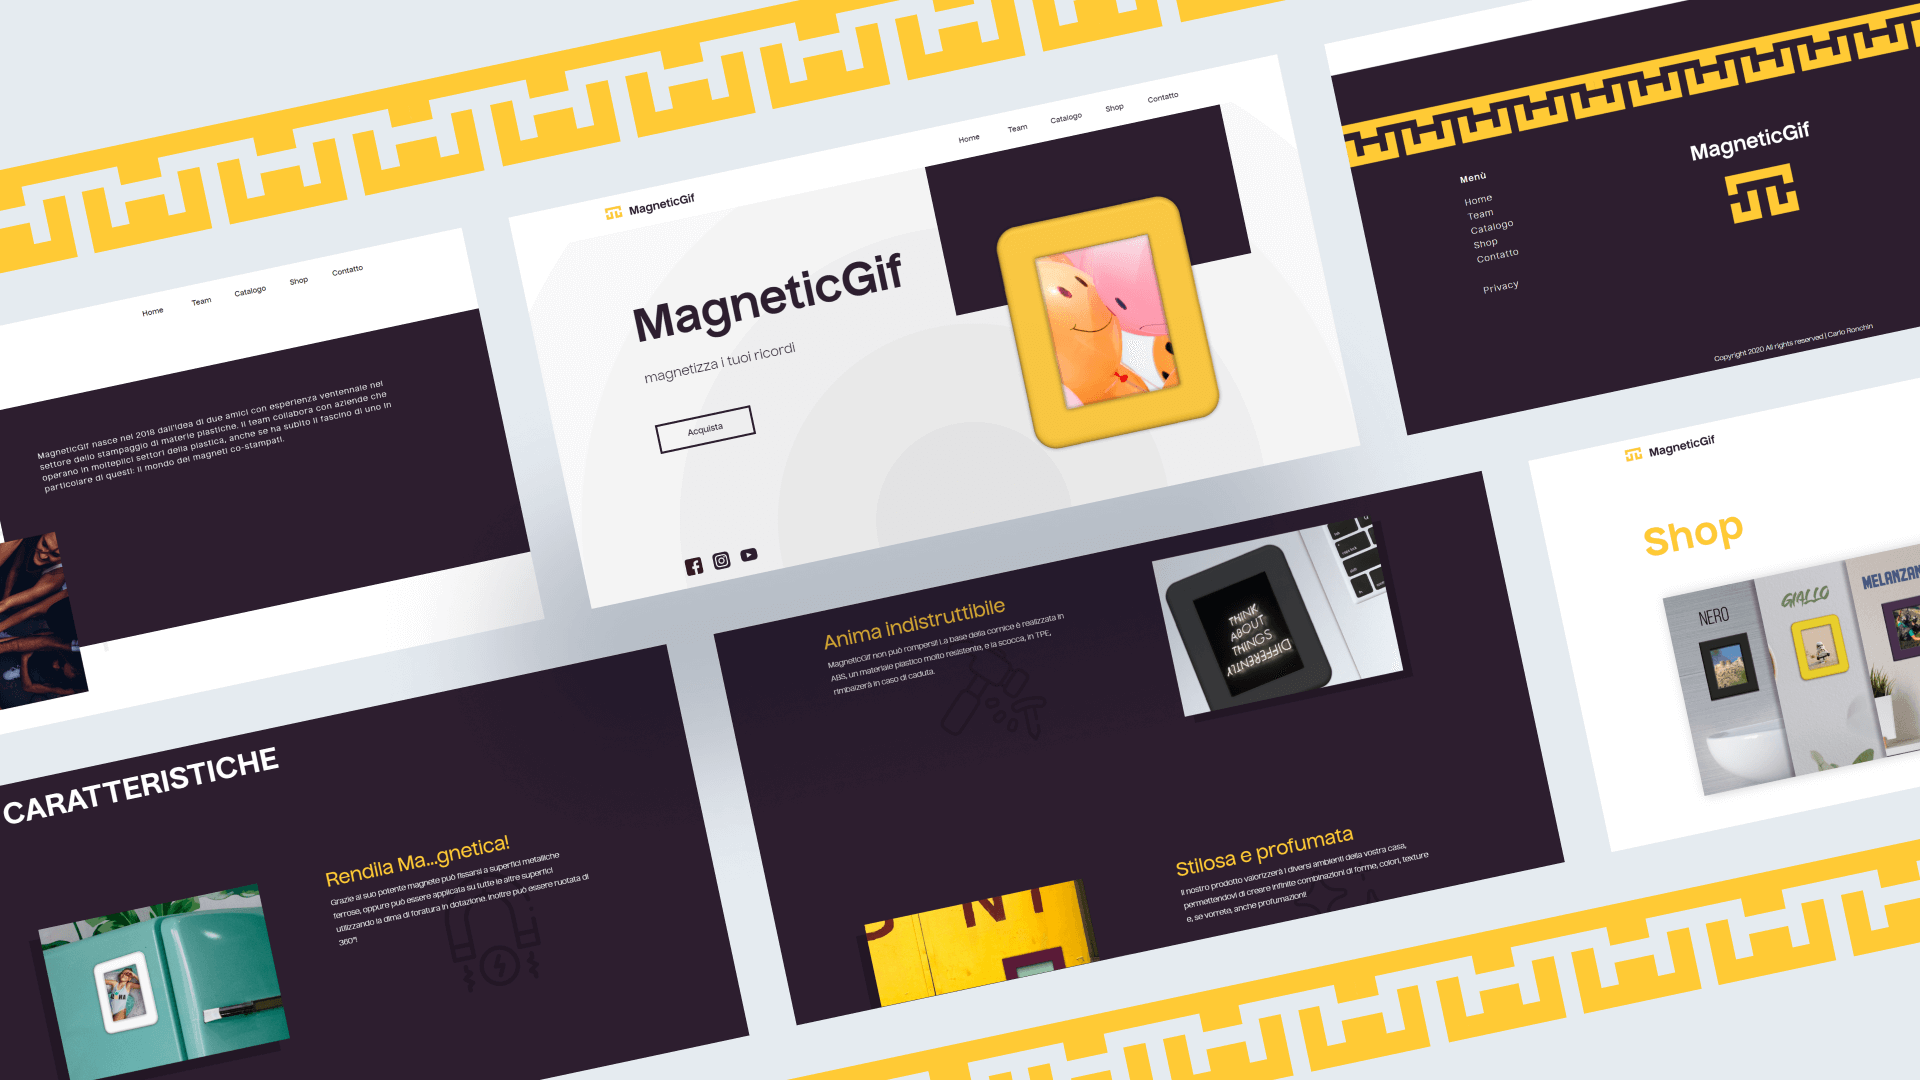 Home
Team
Catalogo
Shop
Contatto
MagneticGif nasce nel 2018 dall'idea di due amici con esperienza ventennale nel
settore dello stampaggio di materie plastiche. Il team collabora con aziende che
operano in molteplici settori della plastica, anche se ha subito il fascino di uno in
particolare di questi: il mondo dei magneti co-stampati.
MagneticGif
Home
Team
Catalogo
Shop
Contatto
MagneticGif
magnetizza i tuoi ricordi
Acquista
Menù
Home
Team
Catalogo
Shop
Contatto
Privacy
MagneticGif
Copyright 2020 All rights reserved | Carlo Ronchin
CARATTERISTICHE
Rendila Ma...gnetica!
Grazie al suo potente magnete può fissarsi a superfici metalliche
ferrose, oppure può essere applicata su tutte le altre superfici
utilizzando la dima di foratura in dotazione. Inoltre può essere ruotata di
360°!
Anima indistruttibile
MagneticGif non può rompersi! La base della cornice è realizzata in
ABS, un materiale plastico molto resistente, e la scocca, in TPE,
rimbalzerà in caso di caduta.
THINK
ABOUT
THINGS
DIFFERENTLY
Stilosa e profumata
Il nostro prodotto valorizzerà i diversi ambienti della vostra casa,
permettendovi di creare infinite combinazioni di forme, colori, texture
e, se vorrete, anche profumazioni!
MagneticGif
Shop
NERO
GIALLO
MELANZAN